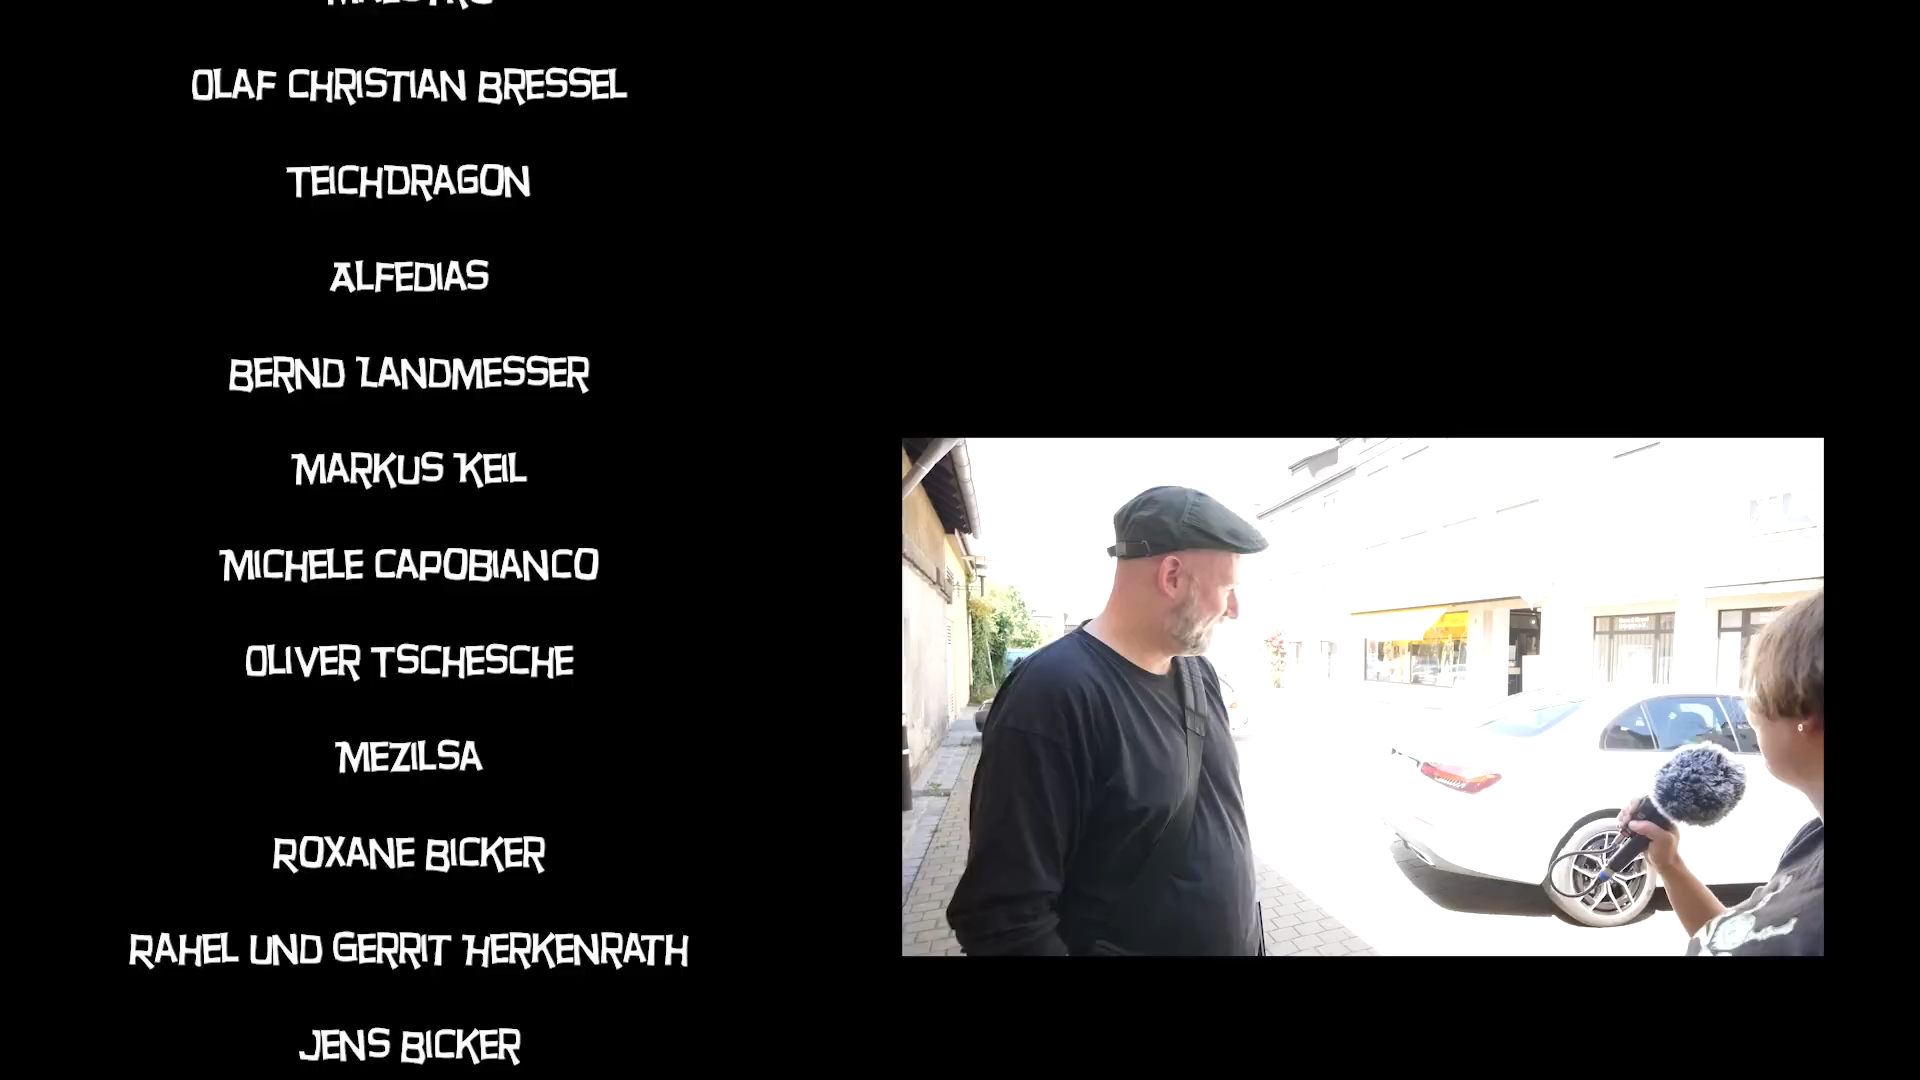 OLAF CHRISTIAN BRESSEL
TEICHDRAGON
ALFEDIAS
BERND LANDMESSER
MARKUS KEIL
MICHELE CAPOBIANCO
OLIVER TSCHESCHE
MEZILSA
ROXANE BICKER
RAHEL UND GERRIT HERKENRATH
JENS BICKER